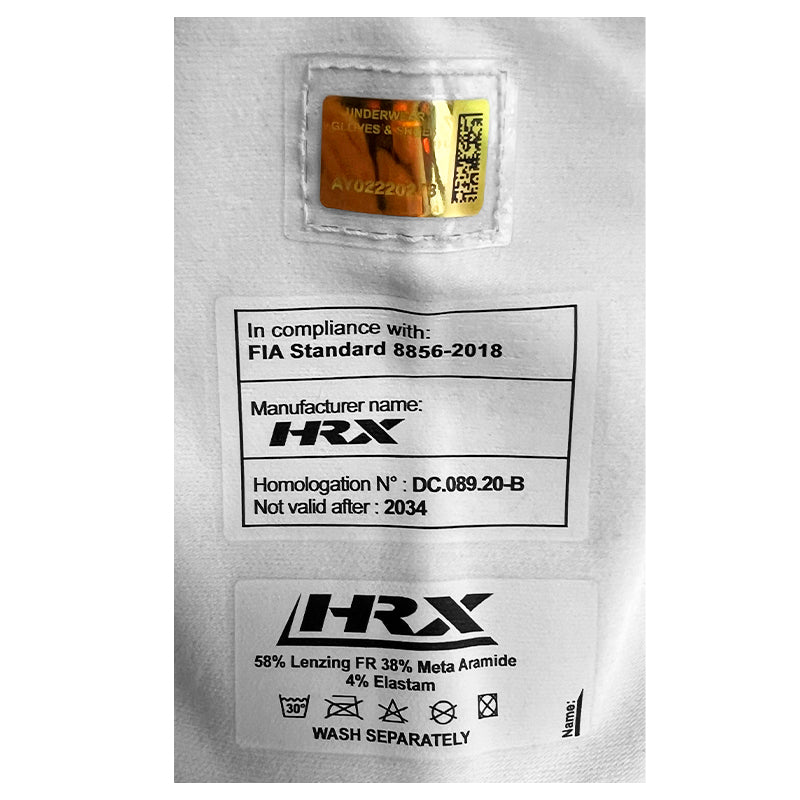 UNDERWEAR
GLOVES &
In compliance with:
FIA Standard 8856-2018
Manufacturer name:
HRX
Homologation N° : DC.089.20-B
Not valid after : 2034
HRX
58% Lenzing FR 38% Meta Aramide
4% Elastam
30°
WASH SEPARATELY
Name: